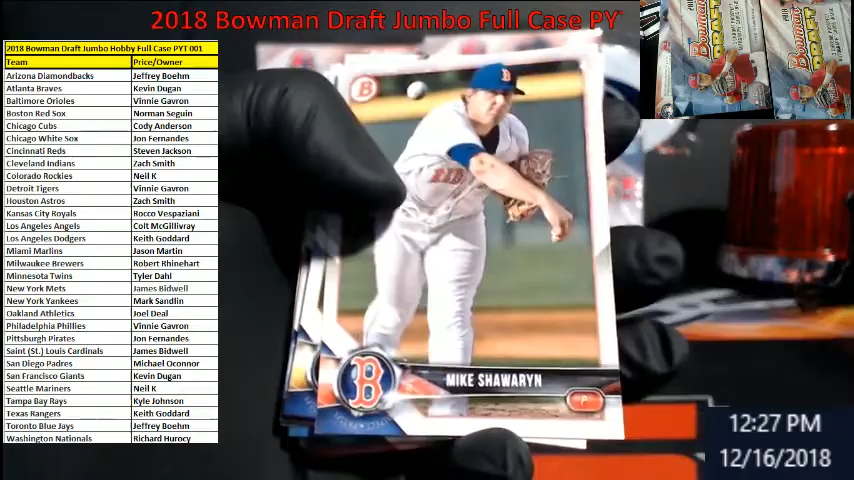 2018 Bowman Draft Jumbo Full Case PYT
2018 Bowman Draft Jumbo Hobby Full Case PYT 001
Team Price/Owner
Arizona Diamondbacks Jeffrey Boehm
Atlanta Braves Kevin Dugan
Baltimore Orioles Vinnie Gavron
Boston Red Sox Norman Seguin
Chicago Cubs Cody Anderson
Chicago White Sox Jon Fernandes
Cincinnati Reds Steven Jackson
Cleveland Indians Zach Smith
Colorado Rockies Neil K
Detroit Tigers Vinnie Gavron
Houston Astros Zach Smith
Kansas City Royals Rocco Vespaziani
Los Angeles Angels Colt McGillivray
Los Angeles Dodgers Keith Goddard
Miami Marlins Jason Martin
Milwaukee Brewers Robert Rhinehart
Minnesota Twins Tyler Dahl
New York Mets James Bidwell
New York Yankees Mark Sandlin
Oakland Athletics Joel Deal
Philadelphia Phillies Vinnie Gavron
Pittsburgh Pirates Jon Fernandes
Saint (St.) Louis Cardinals James Bidwell
San Diego Padres Michael Oconnor
San Francisco Giants Kevin Dugan
Seattle Mariners Neil K
Tampa Bay Rays Kyle Johnson
Texas Rangers Keith Goddard
Toronto Blue Jays Jeffrey Boehm
Washington Nationals Richard Hurocy
B
B
B
MIKE SHAWARYN
P
Bowman
DRAFT
Bowman
DRAFT
12:27 PM
12/16/2018